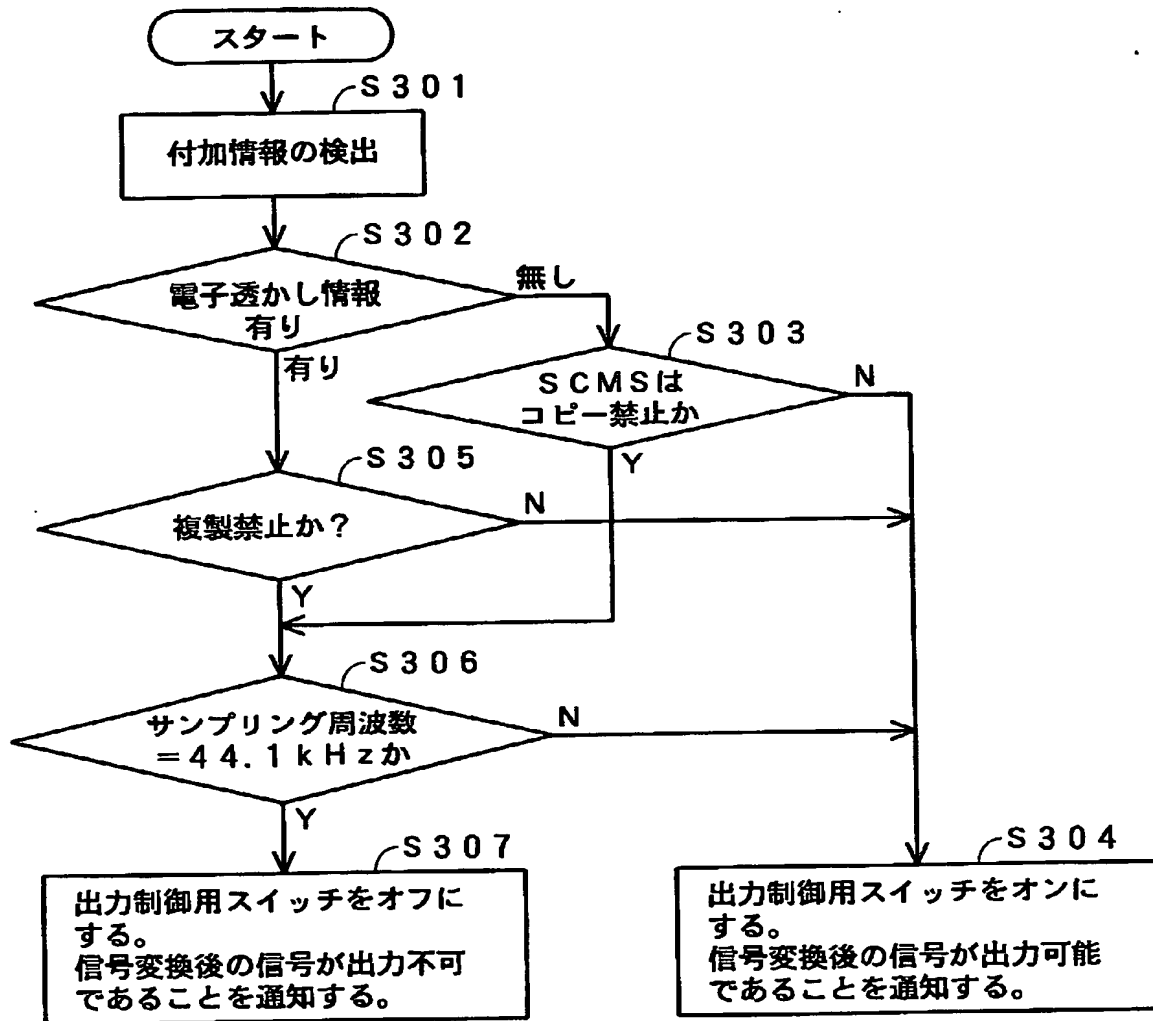 スタート
S301
付加情報の検出
S302
電子透かし情報
有り
無し
有り
S303
SCMSは
コピー禁止か
N
Y
S305
複製禁止か?
N
Y
S306
サンプリング周波数
=44.1kHzか
N
Y
S307
出力制御用スイッチをオフに
する。
信号変換後の信号が出力不可
であることを通知する。
S304
出力制御用スイッチをオンに
する。
信号変換後の信号が出力可能
であることを通知する。